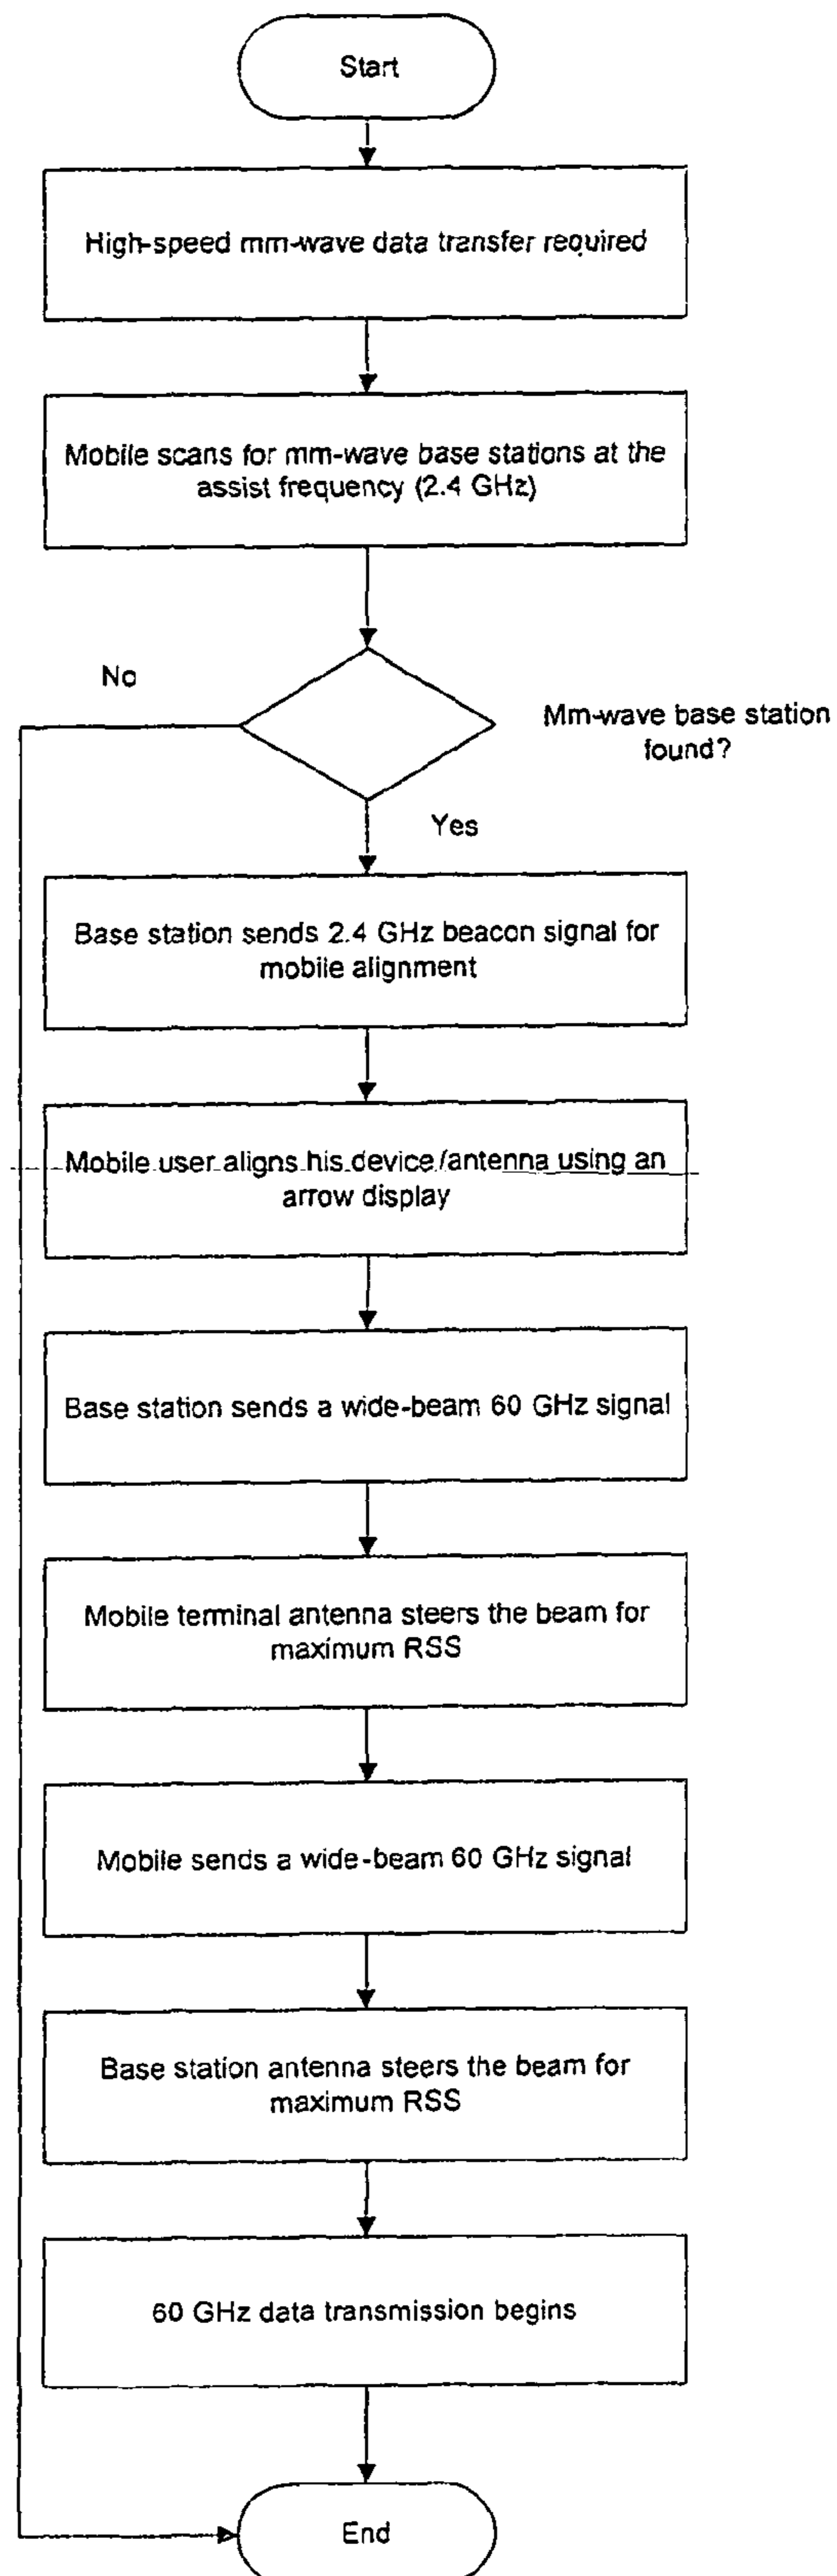 Start
High-speed mm-wave data transfer required
Mobile scans for mm-wave base stations at the
assist frequency (2.4 GHz)
No
Mm-wave base station
found?
Yes
Base station sends 2.4 GHz beacon signal for
mobile alignment
Mobile user aligns his device/antenna using an
arrow display
Base station sends a wide-beam 60 GHz signal
Mobile terminal antenna steers the beam for
maximum RSS
Mobile sends a wide-beam 60 GHz signal
Base station antenna steers the beam for
maximum RSS
60 GHz data transmission begins
End